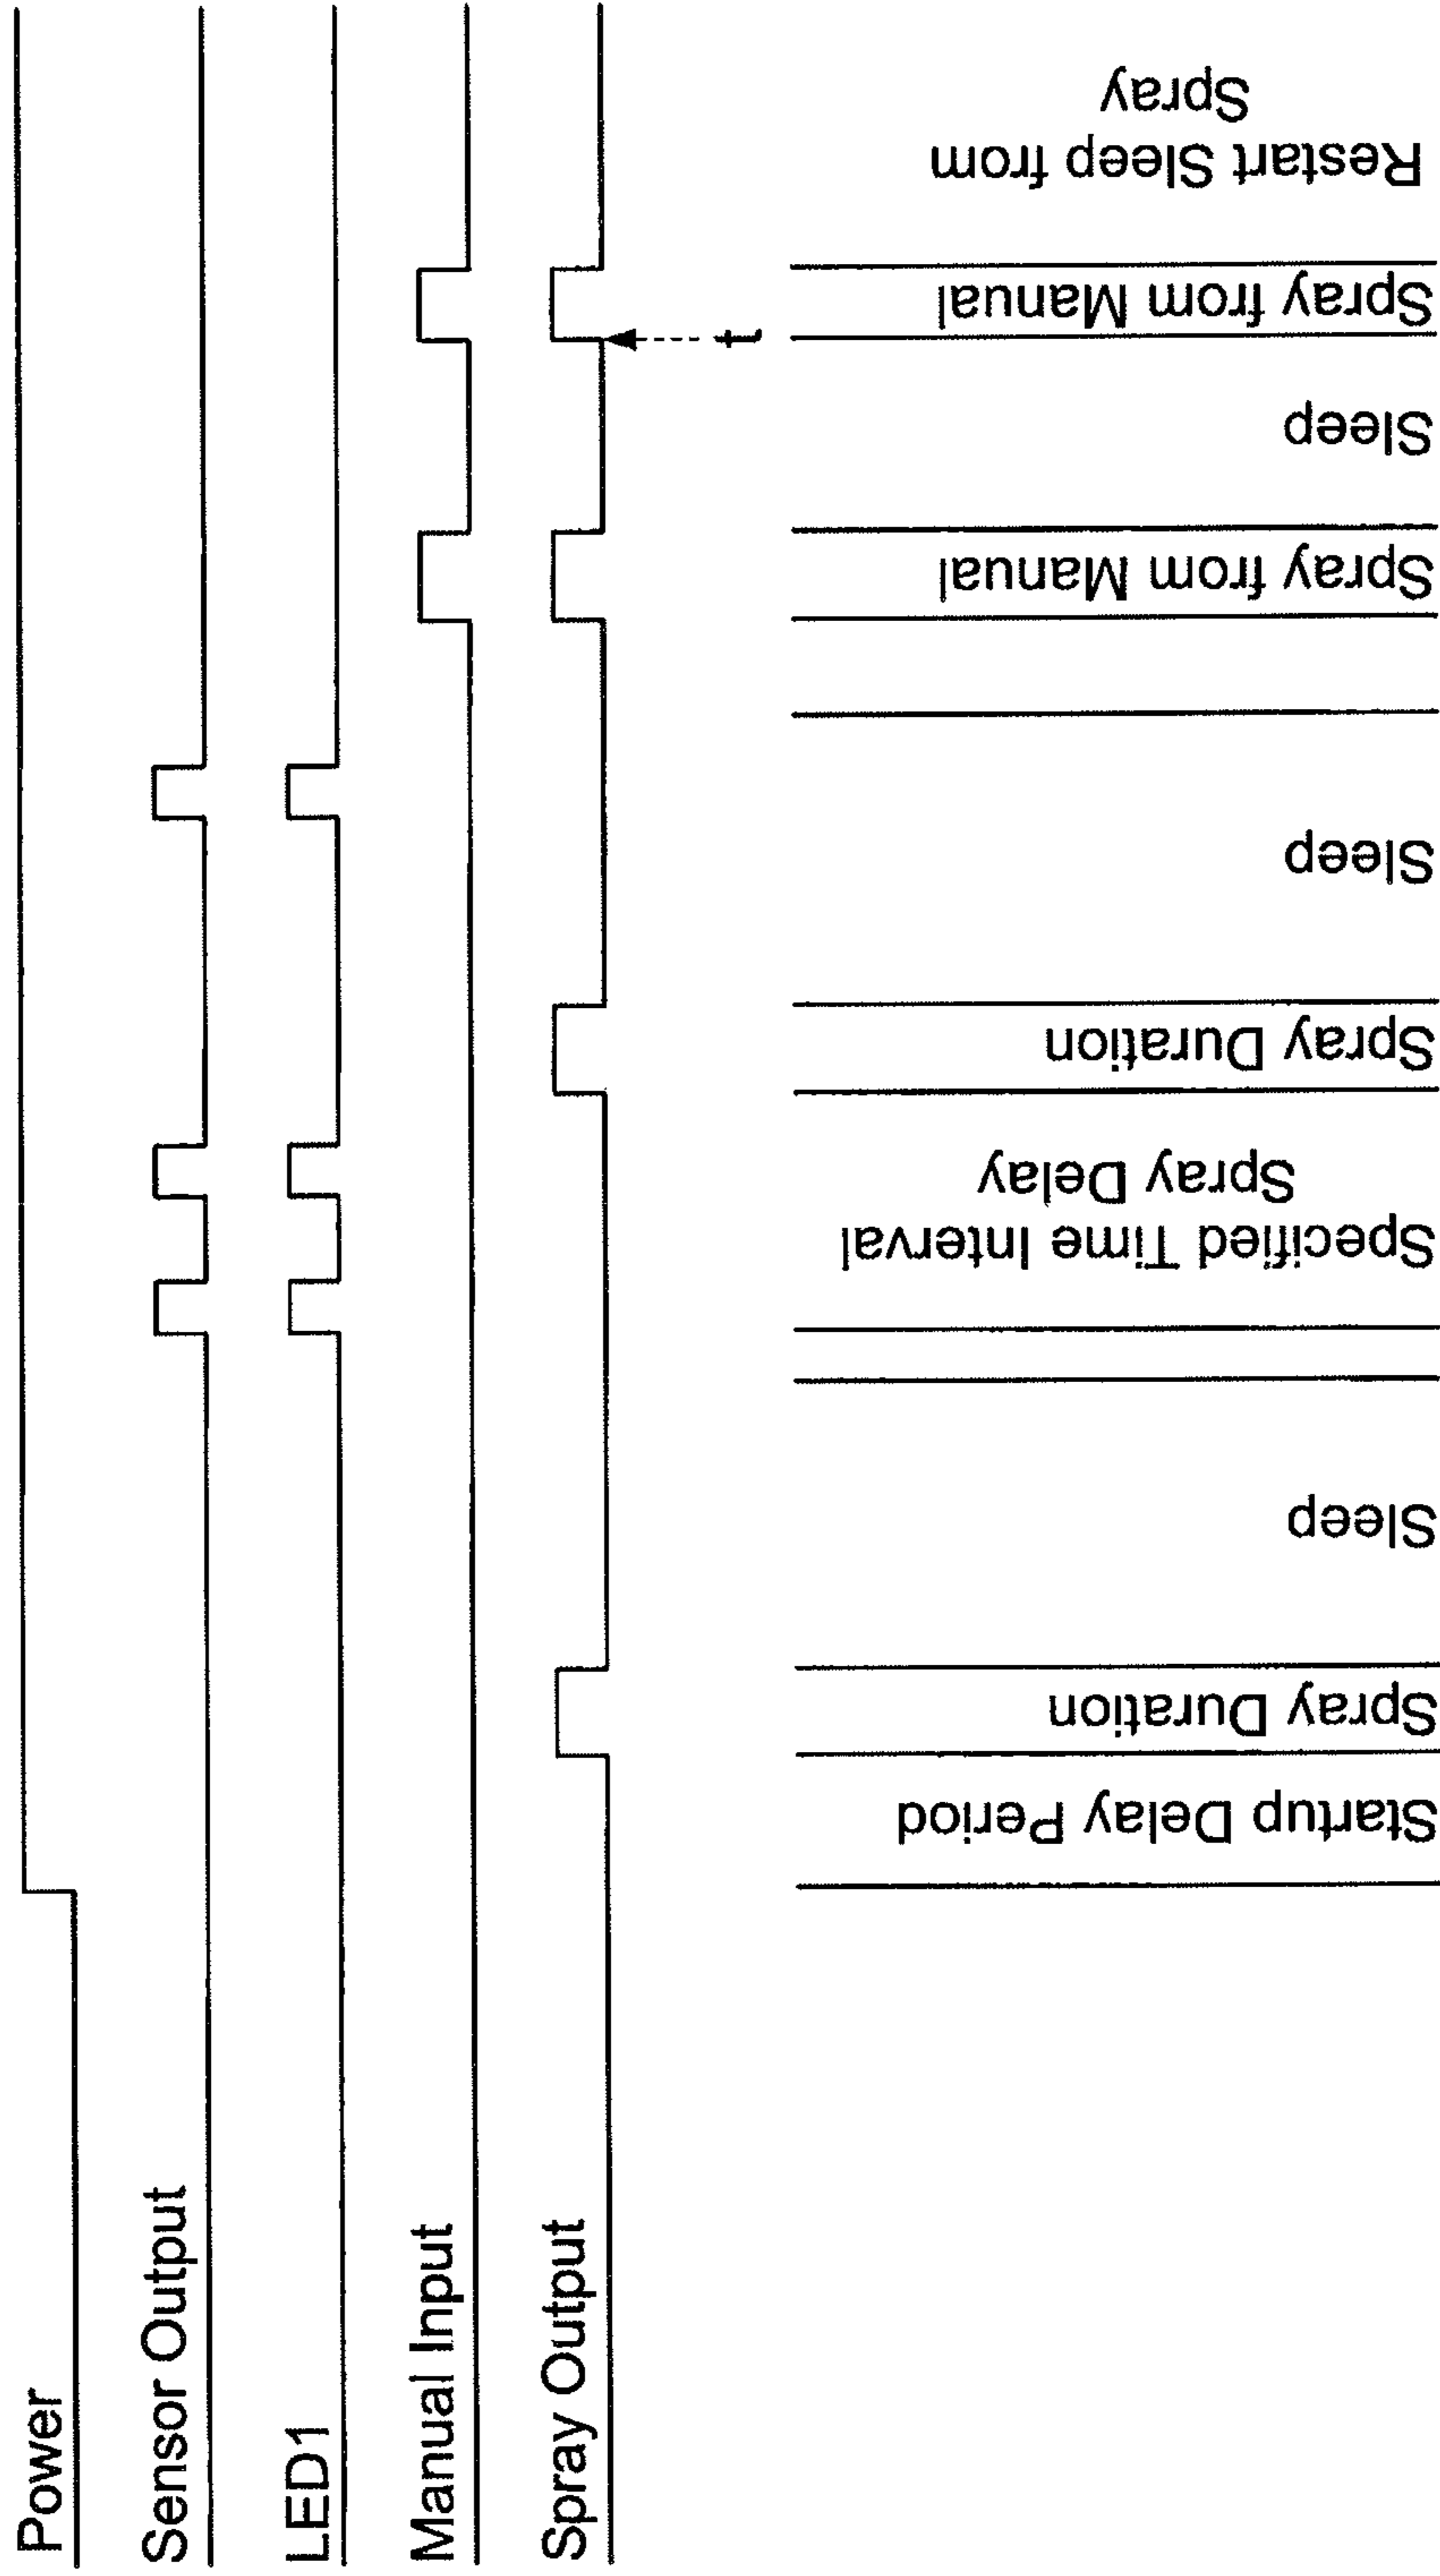 Power
Sensor Output
LED1
Manual Input
Spray Output
t
Startup Delay Period
Spray Duration
Sleep
Specified Time Interval
Spray Delay
Spray Duration
Sleep
Spray from Manual
Sleep
Spray from Manual
Restart Sleep from
Spray